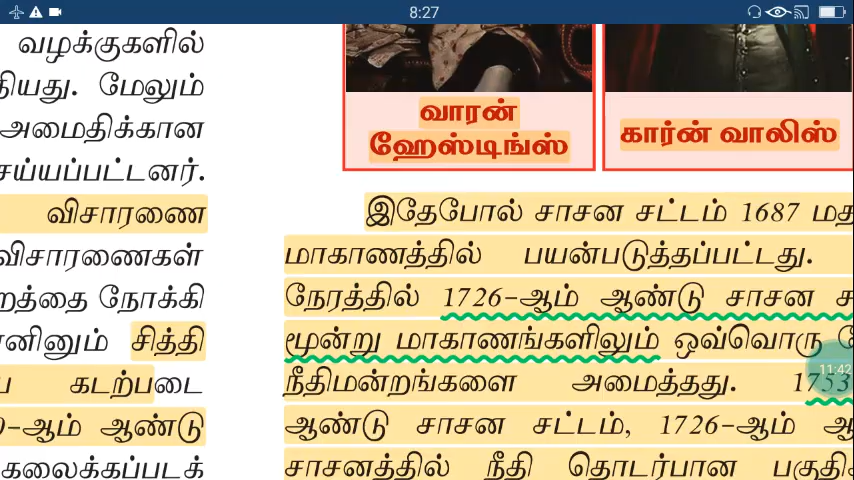 8:27
வழக்குகளில்
தியது. மேலும்
அமைதிக்கான
சய்யப்பட்டனர்.
விசாரணை
விசாரணைகள்
றத்தை நோக்கி
னினும் சித்தி
கடற்படை
0-ஆம் ஆண்டு
கலைக்கப்படக்
வாரன்
ஹேஸ்டிங்ஸ்
கார்ன் வாலிஸ்
இதேபோல் சாசன சட்டம் 1687 மத
மாகாணத்தில் பயன்படுத்தப்பட்டது.
நேரத்தில் 1726-ஆம் ஆண்டு சாசன ச
மூன்று மாகாணங்களிலும் ஒவ்வொரு
நீதிமன்றங்களை அமைத்தது. 1753
11:42
ஆண்டு சாசன சட்டம், 1726-ஆம் ஆ
சாசனத்தில் நீதி தொடர்பான பகுதி